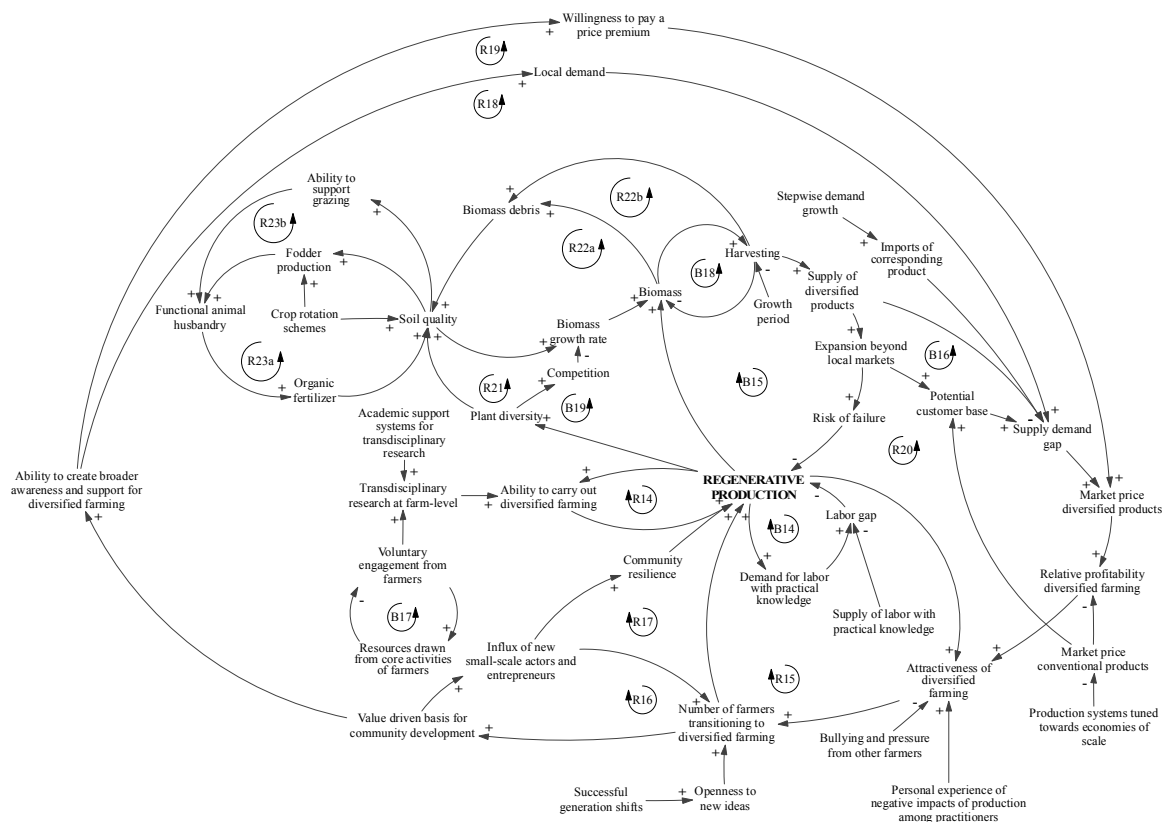 Willingness to pay a
price premium
+
R19
Local demand
+
R18
Ability to
support
grazing
+
R23b
Biomass debris
+
+
R22b
R22a
Stepwise demand
growth
+
Imports of
corresponding
product
Harvesting
+
-
B18
+
Supply of
diversified
products
Fodder
production
+
+
+
+
Functional animal
husbandry
Crop rotation
schemes
+
Soil quality
+
+
+
Biomass
+
-
+
Growth
period
Biomass
growth rate
+
-
+
Expansion beyond
local markets
B16
R23a
+
Organic
fertilizer
R21
Competition
+
B15
+
Potential
customer base
+
Plant diversity
+
B19
+
Risk of failure
-
+
-
+
Supply demand
gap
R20
Academic support
systems for
transdisciplinary
research
+
Ability to create broader
awareness and support for
diversified farming
+
Transdisciplinary
research at farm-level
+
+
Ability to carry out
diversified farming
+
R14
REGENERATIVE
PRODUCTION
+
+
-
-
Labor gap
+
-
B14
+
+
Market price
diversified products
Voluntary
engagement from
farmers
-
+
B17
Resources drawn
from core activities
of farmers
Community
resilience
+
R17
+
Demand for labor
with practical
knowledge
Supply of labor with
practical knowledge
+
Relative profitability
diversified farming
-
Market price
conventional products
-
Production systems tuned
towards economies of
scale
Influx of new
small-scale actors and
entrepreneurs
+
R16
R15
+
+
Attractiveness of
diversified
farming
-
+
Value driven basis for
community development
+
+
Number of farmers
transitioning to
diversified farming
+
+
Bullying and pressure
from other farmers
Successful
generation shifts
+
Openness to
new ideas
Personal experience of
negative impacts of production
among practitioners